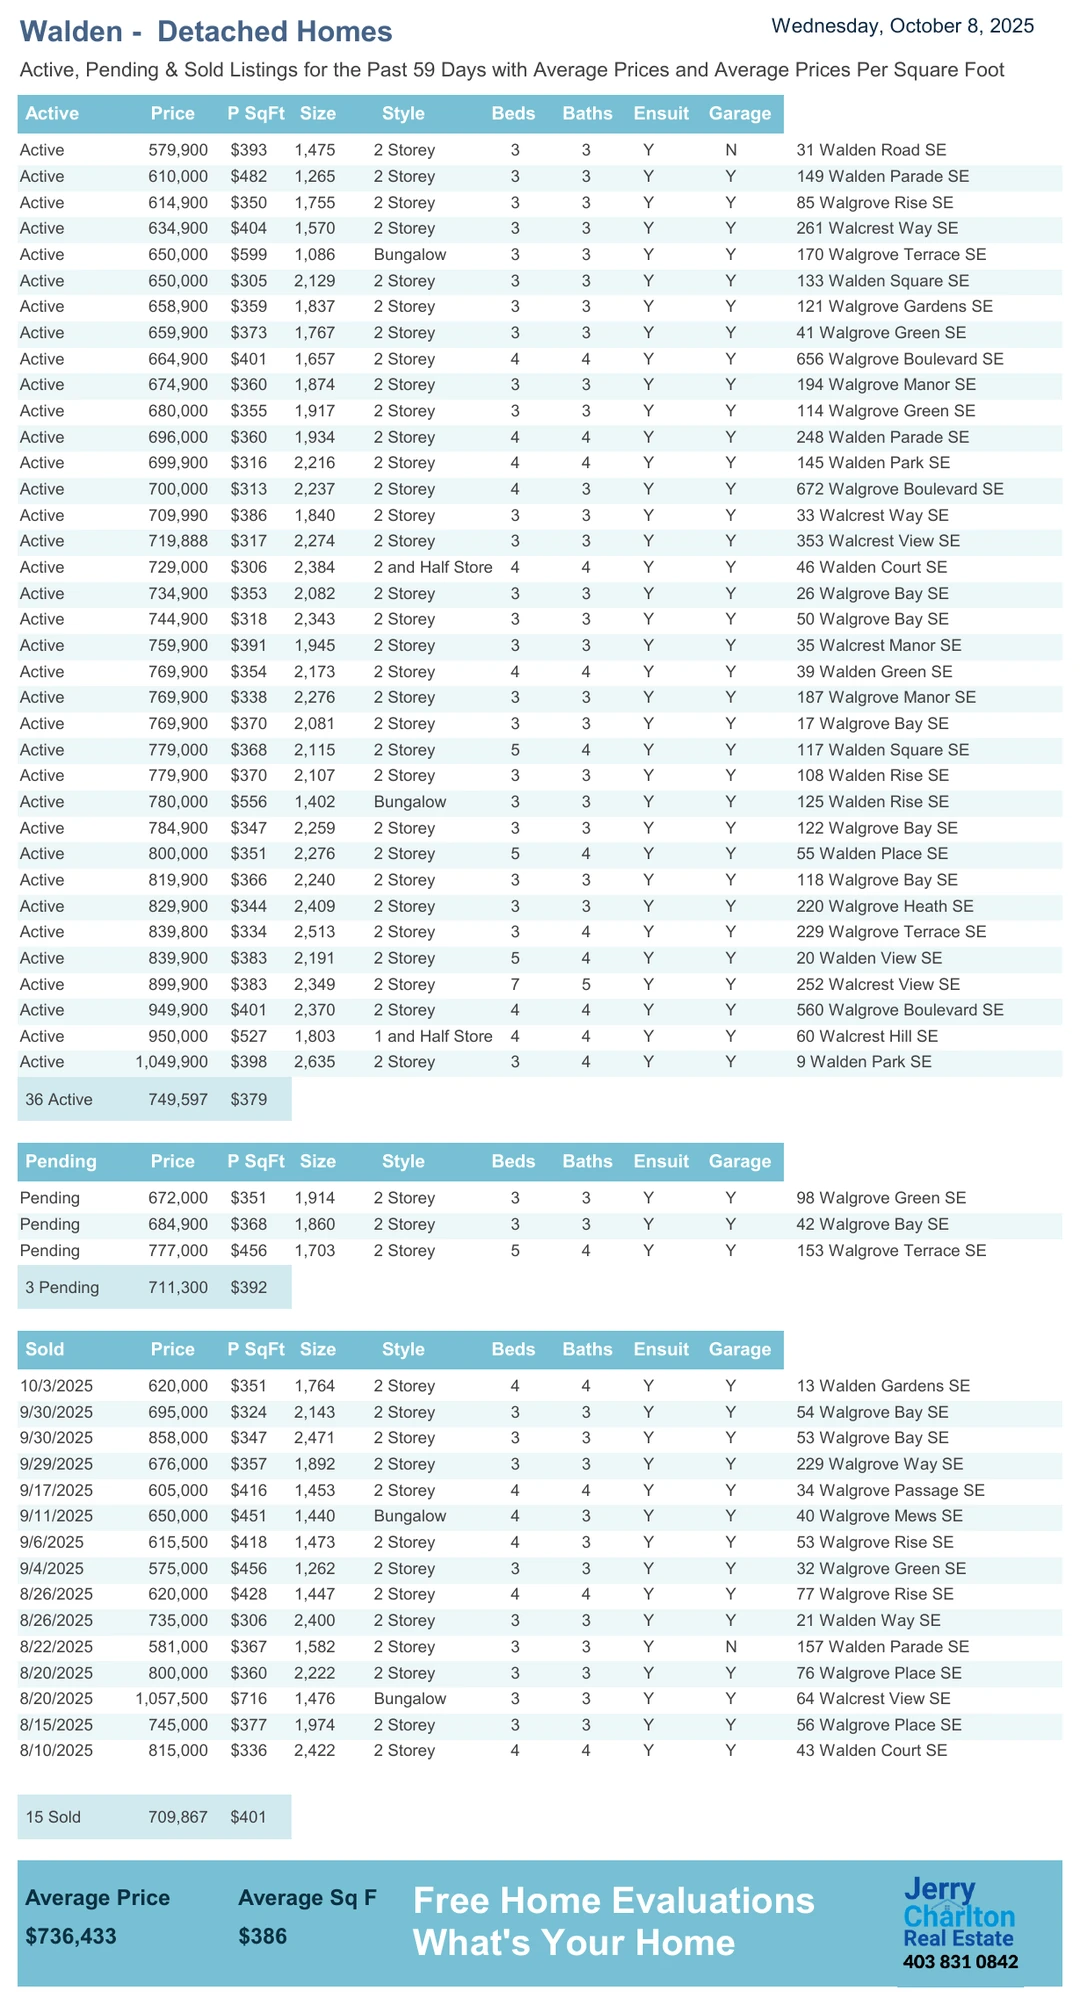 Walden -  Detached Homes
Wednesday, October 8, 2025
Active, Pending & Sold Listings for the Past 59 Days with Average Prices and Average Prices Per Square Foot
Active Price P SqFt Size Style Beds Baths Ensuit Garage
Active 579,900 $393 1,475 2 Storey 3 3 Y N 31 Walden Road SE
Active 610,000 $482 1,265 2 Storey 3 3 Y Y 149 Walden Parade SE
Active 614,900 $350 1,755 2 Storey 3 3 Y Y 85 Walgrove Rise SE
Active 634,900 $404 1,570 2 Storey 3 3 Y Y 261 Walcrest Way SE
Active 650,000 $599 1,086 Bungalow 3 3 Y Y 170 Walgrove Terrace SE
Active 650,000 $305 2,129 2 Storey 3 3 Y Y 133 Walden Square SE
Active 658,900 $359 1,837 2 Storey 3 3 Y Y 121 Walgrove Gardens SE
Active 659,900 $373 1,767 2 Storey 3 3 Y Y 41 Walgrove Green SE
Active 664,900 $401 1,657 2 Storey 4 4 Y Y 656 Walgrove Boulevard SE
Active 674,900 $360 1,874 2 Storey 3 3 Y Y 194 Walgrove Manor SE
Active 680,000 $355 1,917 2 Storey 3 3 Y Y 114 Walgrove Green SE
Active 696,000 $360 1,934 2 Storey 4 4 Y Y 248 Walden Parade SE
Active 699,900 $316 2,216 2 Storey 4 4 Y Y 145 Walden Park SE
Active 700,000 $313 2,237 2 Storey 4 3 Y Y 672 Walgrove Boulevard SE
Active 709,990 $386 1,840 2 Storey 3 3 Y Y 33 Walcrest Way SE
Active 719,888 $317 2,274 2 Storey 3 3 Y Y 353 Walcrest View SE
Active 729,000 $306 2,384 2 and Half Store 4 4 Y Y 46 Walden Court SE
Active 734,900 $353 2,082 2 Storey 3 3 Y Y 26 Walgrove Bay SE
Active 744,900 $318 2,343 2 Storey 3 3 Y Y 50 Walgrove Bay SE
Active 759,900 $391 1,945 2 Storey 3 3 Y Y 35 Walcrest Manor SE
Active 769,900 $354 2,173 2 Storey 4 4 Y Y 39 Walden Green SE
Active 769,900 $338 2,276 2 Storey 3 3 Y Y 187 Walgrove Manor SE
Active 769,900 $370 2,081 2 Storey 3 3 Y Y 17 Walgrove Bay SE
Active 779,000 $368 2,115 2 Storey 5 4 Y Y 117 Walden Square SE
Active 779,900 $370 2,107 2 Storey 3 3 Y Y 108 Walden Rise SE
Active 780,000 $556 1,402 Bungalow 3 3 Y Y 125 Walden Rise SE
Active 784,900 $347 2,259 2 Storey 3 3 Y Y 122 Walgrove Bay SE
Active 800,000 $351 2,276 2 Storey 5 4 Y Y 55 Walden Place SE
Active 819,900 $366 2,240 2 Storey 3 3 Y Y 118 Walgrove Bay SE
Active 829,900 $344 2,409 2 Storey 3 3 Y Y 220 Walgrove Heath SE
Active 839,800 $334 2,513 2 Storey 3 4 Y Y 229 Walgrove Terrace SE
Active 839,900 $383 2,191 2 Storey 5 4 Y Y 20 Walden View SE
Active 899,900 $383 2,349 2 Storey 7 5 Y Y 252 Walcrest View SE
Active 949,900 $401 2,370 2 Storey 4 4 Y Y 560 Walgrove Boulevard SE
Active 950,000 $527 1,803 1 and Half Store 4 4 Y Y 60 Walcrest Hill SE
Active 1,049,900 $398 2,635 2 Storey 3 4 Y Y 9 Walden Park SE
36 Active 749,597 $379
Pending Price P SqFt Size Style Beds Baths Ensuit Garage
Pending 672,000 $351 1,914 2 Storey 3 3 Y Y 98 Walgrove Green SE
Pending 684,900 $368 1,860 2 Storey 3 3 Y Y 42 Walgrove Bay SE
Pending 777,000 $456 1,703 2 Storey 5 4 Y Y 153 Walgrove Terrace SE
3 Pending 711,300 $392
Sold Price P SqFt Size Style Beds Baths Ensuit Garage
10/3/2025 620,000 $351 1,764 2 Storey 4 4 Y Y 13 Walden Gardens SE
9/30/2025 695,000 $324 2,143 2 Storey 3 3 Y Y 54 Walgrove Bay SE
9/30/2025 858,000 $347 2,471 2 Storey 3 3 Y Y 53 Walgrove Bay SE
9/29/2025 676,000 $357 1,892 2 Storey 3 3 Y Y 229 Walgrove Way SE
9/17/2025 605,000 $416 1,453 2 Storey 4 4 Y Y 34 Walgrove Passage SE
9/11/2025 650,000 $451 1,440 Bungalow 4 3 Y Y 40 Walgrove Mews SE
9/6/2025 615,500 $418 1,473 2 Storey 4 3 Y Y 53 Walgrove Rise SE
9/4/2025 575,000 $456 1,262 2 Storey 3 3 Y Y 32 Walgrove Green SE
8/26/2025 620,000 $428 1,447 2 Storey 4 4 Y Y 77 Walgrove Rise SE
8/26/2025 735,000 $306 2,400 2 Storey 3 3 Y Y 21 Walden Way SE
8/22/2025 581,000 $367 1,582 2 Storey 3 3 Y N 157 Walden Parade SE
8/20/2025 800,000 $360 2,222 2 Storey 3 3 Y Y 76 Walgrove Place SE
8/20/2025 1,057,500 $716 1,476 Bungalow 3 3 Y Y 64 Walcrest View SE
8/15/2025 745,000 $377 1,974 2 Storey 3 3 Y Y 56 Walgrove Place SE
8/10/2025 815,000 $336 2,422 2 Storey 4 4 Y Y 43 Walden Court SE
15 Sold 709,867 $401
Average Price Average Sq F
$736,433 $386
Free Home Evaluations
What's Your Home
Jerry
Charlton
Real Estate
403 831 0842